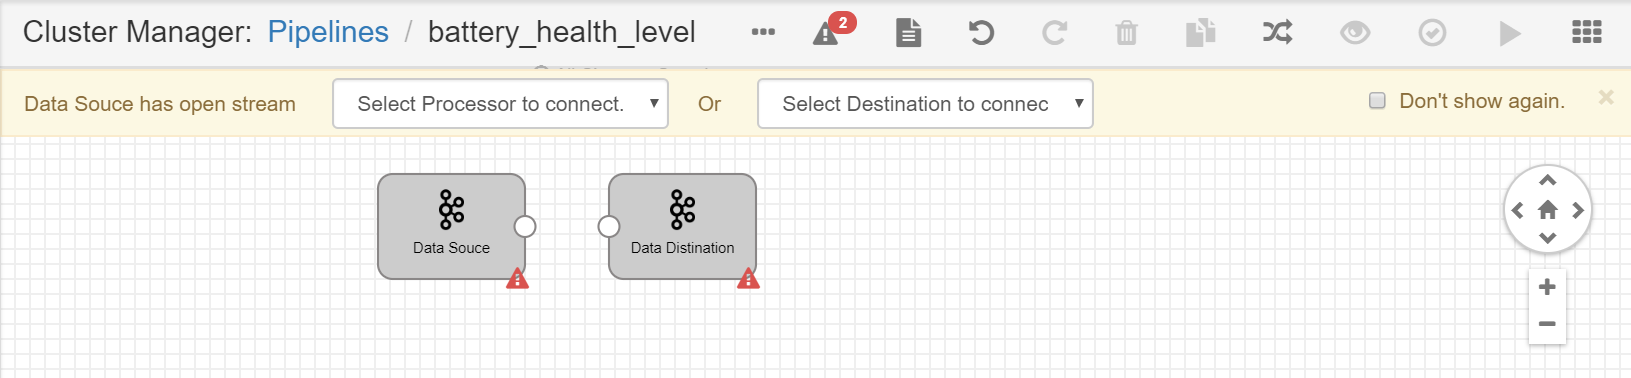 Cluster Manager: Pipelines / battery_health_level
2
Data Souce has open stream
Select Processor to connect.
Or
Select Destination to connec
Don't show again.
Data Souce
Data Distination